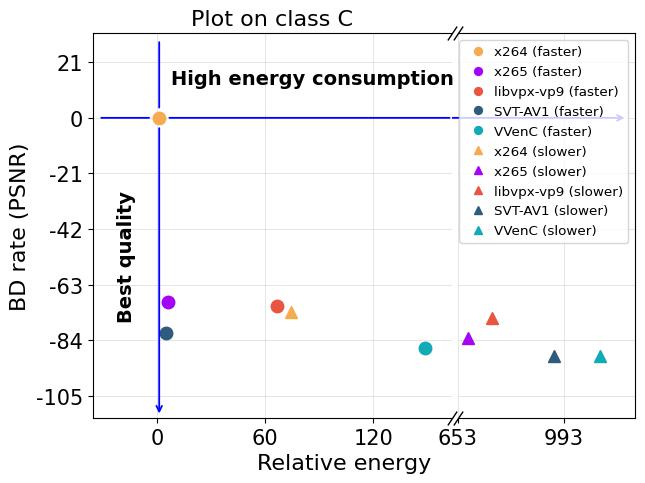 Plot on class C
High energy consumption
x264 (faster)
x265 (faster)
libvpx-vp9 (faster)
SVT-AV1 (faster)
VVenC (faster)
x264 (slower)
x265 (slower)
libvpx-vp9 (slower)
SVT-AV1 (slower)
VVenC (slower)
Best quality
BD rate (PSNR)
21
0
-21
-42
-63
-84
-105
0 60 120 653 993
Relative energy